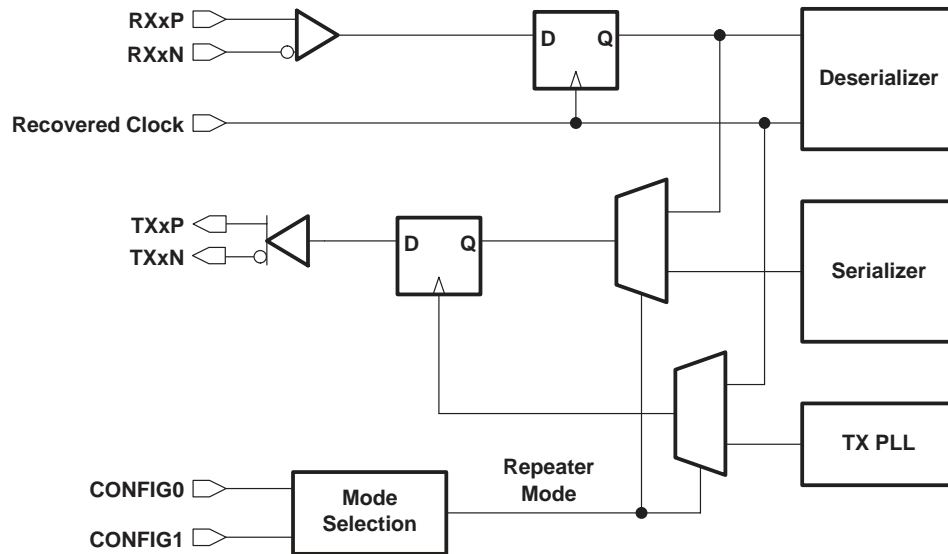 RXxP
RXxN
D Q
Deserializer
Recovered Clock
TXxP
TXxN
D Q
Serializer
TX PLL
Repeater
Mode
CONFIG0
CONFIG1
Mode
Selection